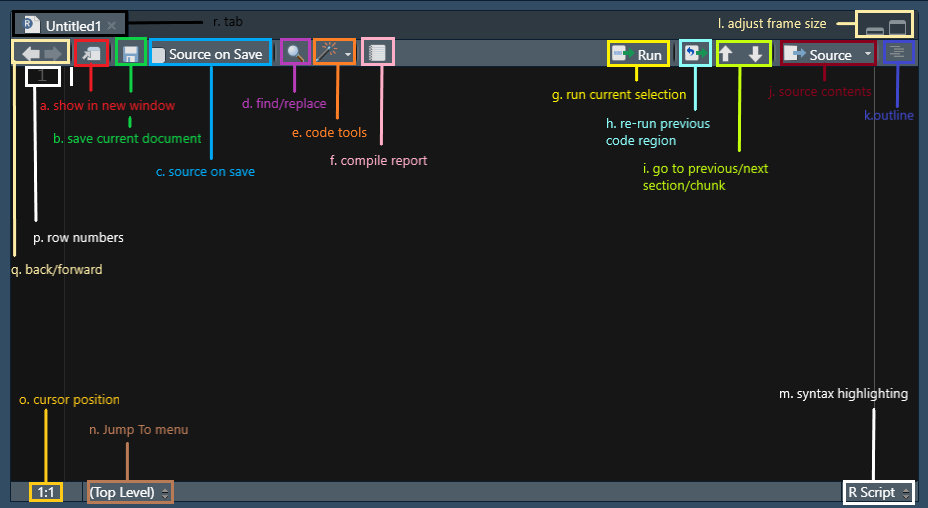 Untitled1
r. tab
l. adjust frame size
Source on Save
Run
Source
1
a. show in new window
b. save current document
c. source on save
d. find/replace
e. code tools
f. compile report
g. run current selection
h. re-run previous
code region
i. go to previous/next
section/chunk
j. source contents
k.outline
p. row numbers
q. back/forward
o. cursor position
n. Jump To menu
m. syntax highlighting
1:1
(Top Level)
R Script